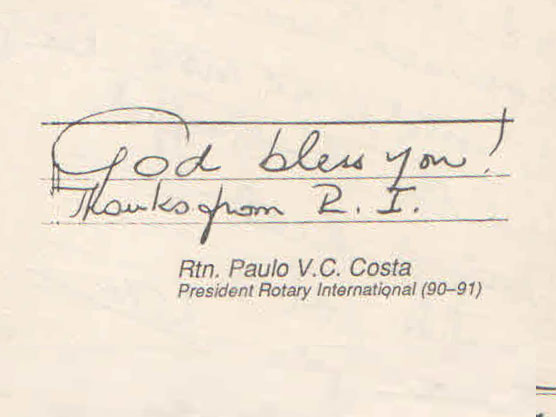 God bless you!
Thanks from R. I.
Rtn. Paulo V.C. Costa
President Rotary International (90–91)